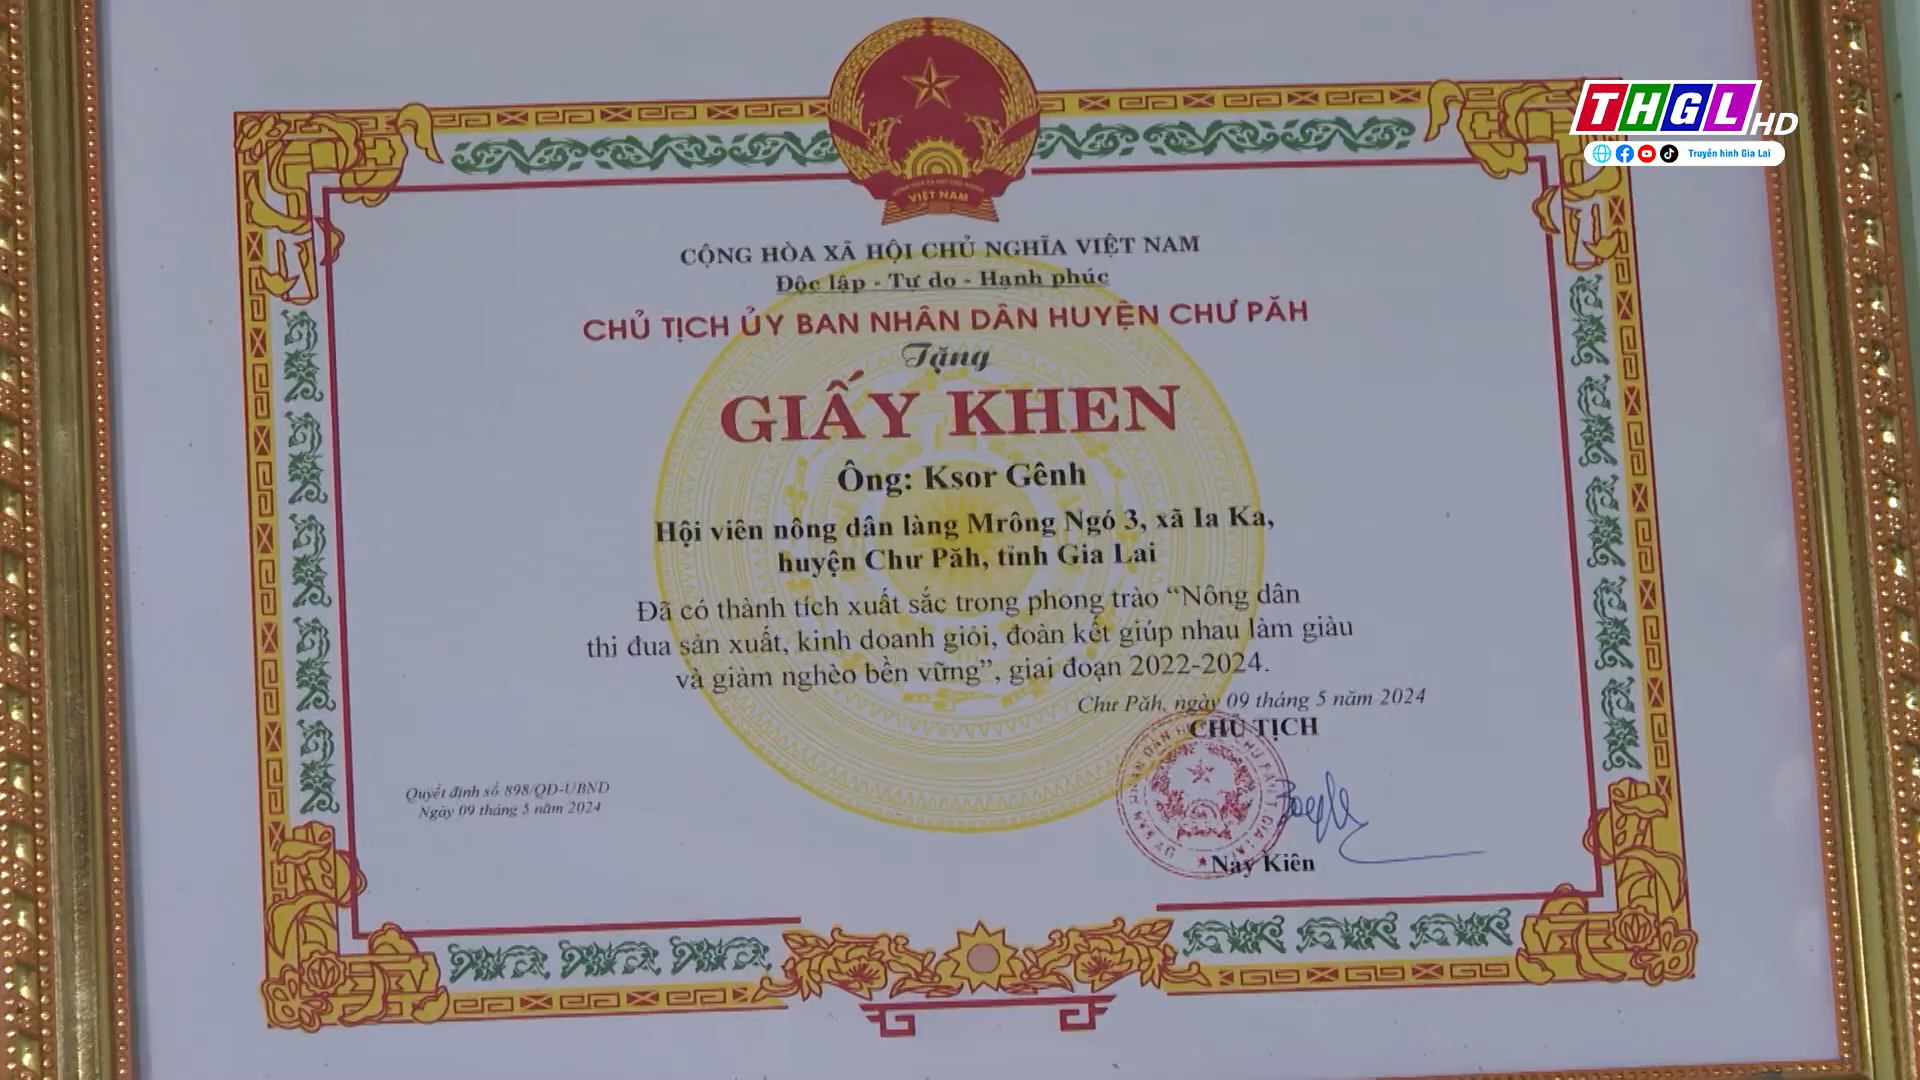 THGL HD
Truyền hình Gia Lai
VIỆT NAM
CỘNG HÒA XÃ HỘI CHỦ NGHĨA VIỆT NAM
Độc lập - Tự do - Hạnh phúc
CHỦ TỊCH ỦY BAN NHÂN DÂN HUYỆN CHƯ PĂH
Tặng
GIẤY KHEN
Ông: Ksor Gênh
Hội viên nông dân làng Mrông Ngó 3, xã Ia Ka,
huyện Chư Păh, tỉnh Gia Lai
Đã có thành tích xuất sắc trong phong trào “Nông dân
thi đua sản xuất, kinh doanh giỏi, đoàn kết giúp nhau làm giàu
và giảm nghèo bền vững”, giai đoạn 2022-2024.
Chư Păh, ngày 09 tháng 5 năm 2024
CHỦ TỊCH
Quyết định số 898/QĐ-UBND
Ngày 09 tháng 5 năm 2024
Nay Kiên